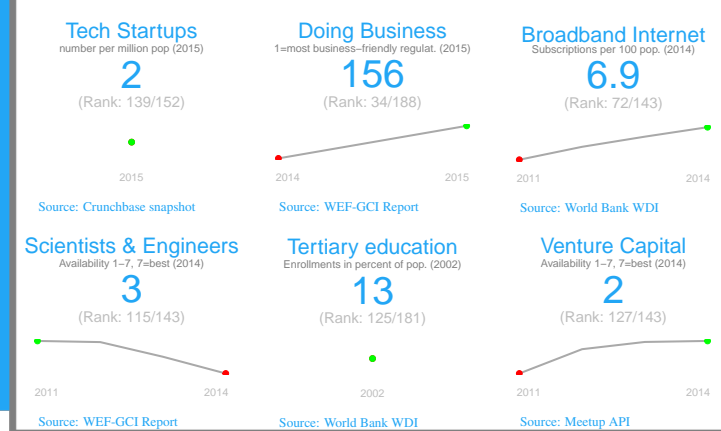 Tech Startups
number per million pop (2015)
2
(Rank: 139/152)
2015
Source: Crunchbase snapshot
Doing Business
1=most business−friendly regulat. (2015)
156
(Rank: 34/188)
2014 2015
Source: WEF-GCI Report
Broadband Internet
Subscriptions per 100 pop. (2014)
6.9
(Rank: 72/143)
2011 2014
Source: World Bank WDI
Scientists & Engineers
Availability 1−7, 7=best (2014)
3
(Rank: 115/143)
2011 2014
Source: WEF-GCI Report
Tertiary education
Enrollments in percent of pop. (2002)
13
(Rank: 125/181)
2002
Source: World Bank WDI
Venture Capital
Availability 1−7, 7=best (2014)
2
(Rank: 127/143)
2011 2014
Source: Meetup API